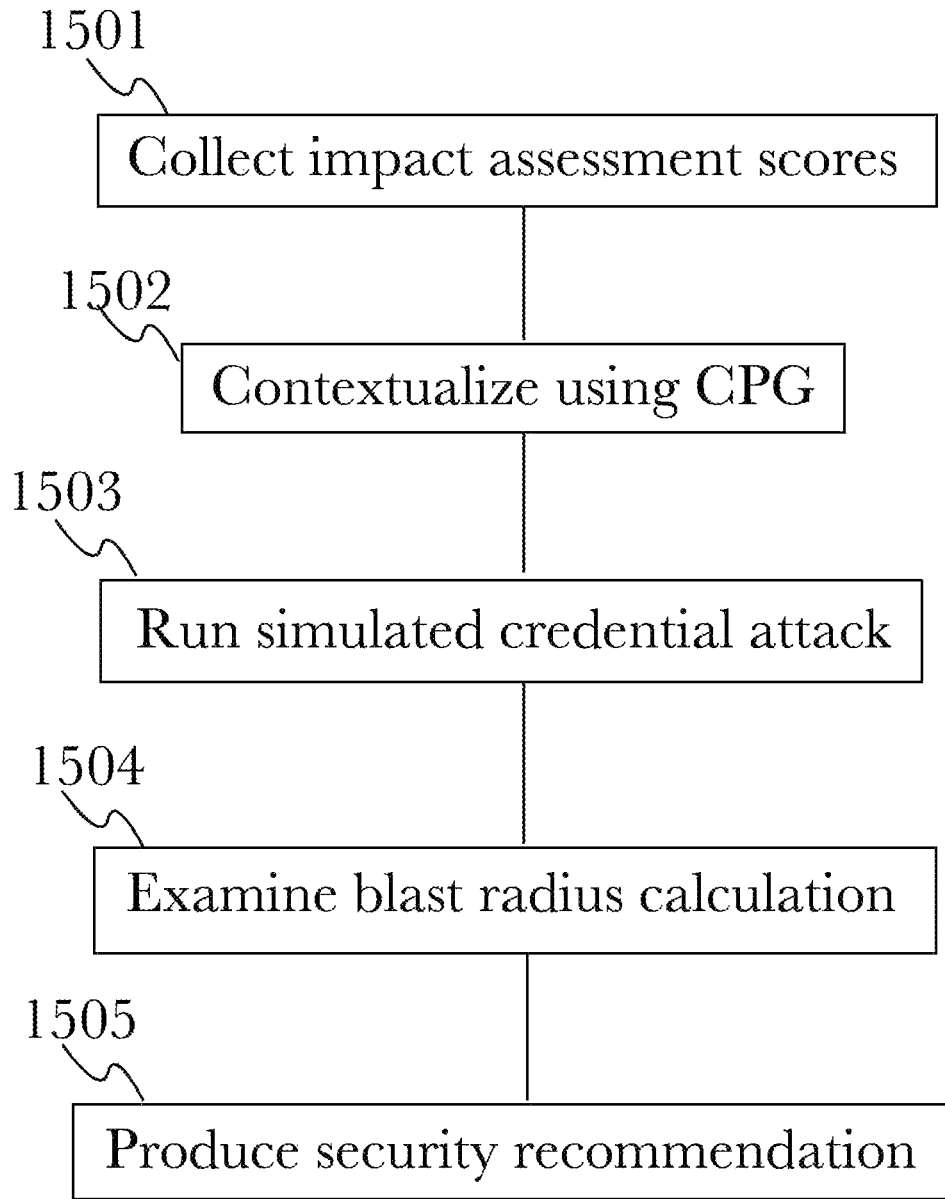 1501
Collect impact assessment scores
1502
Contextualize using CPG
1503
Run simulated credential attack
1504
Examine blast radius calculation
1505
Produce security recommendation